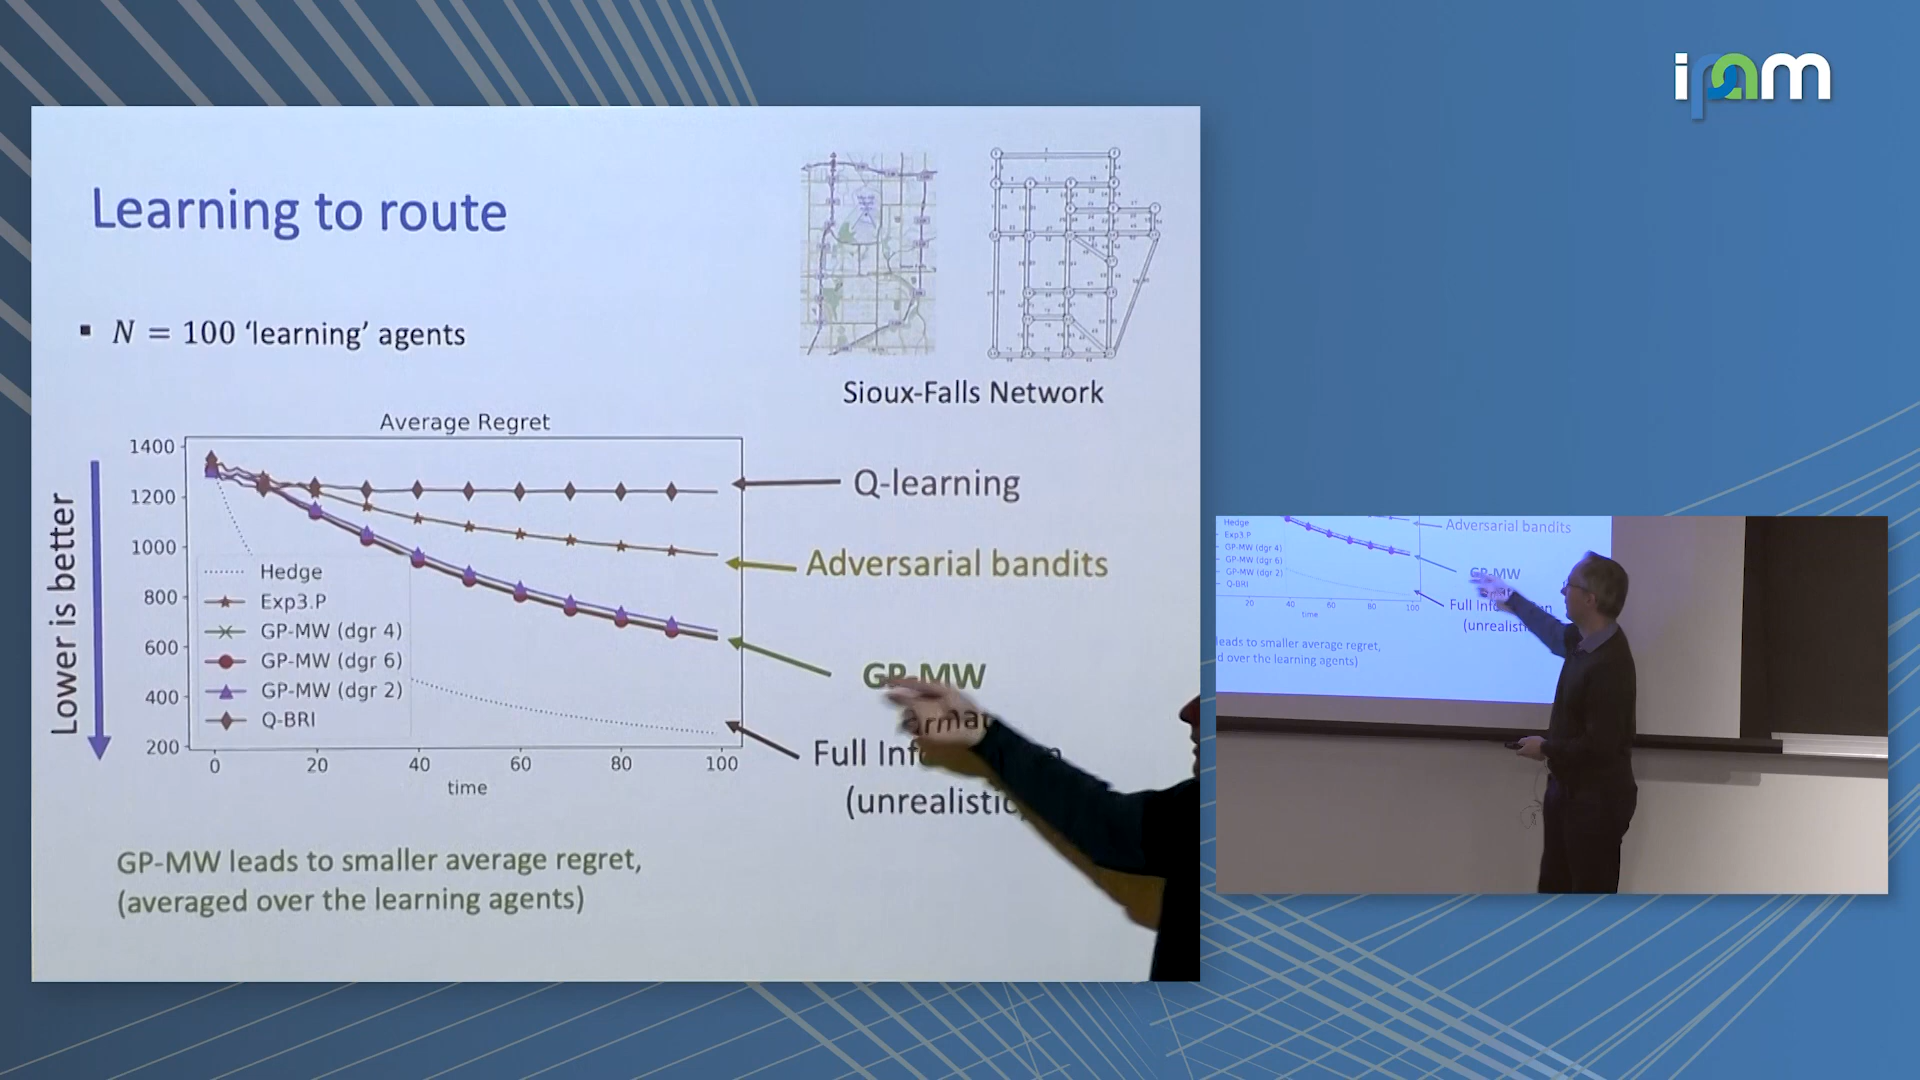 ipam
Learning to route
▪ N = 100 ‘learning’ agents
Sioux-Falls Network
Average Regret
Lower is better
1400
1200
1000
800
600
400
200
0 20 40 60 80 100
time
Hedge
Exp3.P
GP-MW (dgr 4)
GP-MW (dgr 6)
GP-MW (dgr 2)
Q-BRI
Q-learning
Adversarial bandits
GP-MW
Full
(unrealistic
GP-MW leads to smaller average regret,
(averaged over the learning agents)
Hedge
Exp3.P
GP-MW (dgr 4)
GP-MW (dgr 6)
GP-MW (dgr 2)
Q-BRI
20 40 60 80 100
time
Adversarial bandits
GP-MW
Full
(unrealist
leads to smaller average regret,
d over the learning agents)